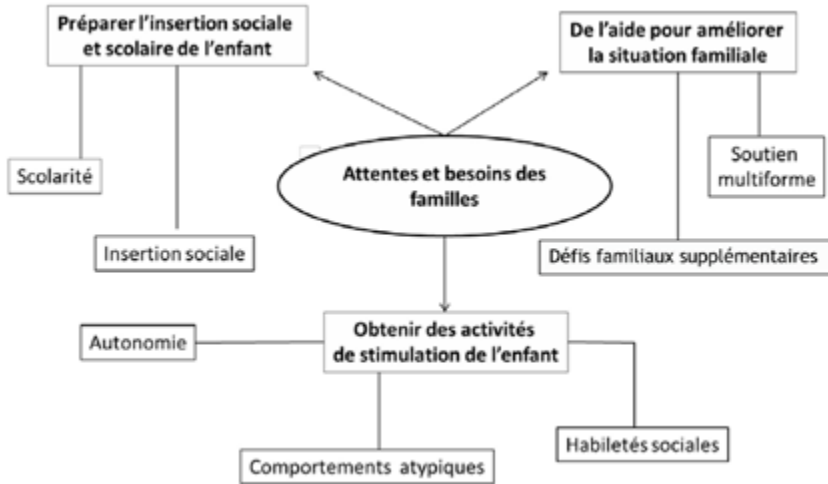 Préparer l'insertion sociale
et scolaire de l'enfant
De l'aide pour améliorer
la situation familiale
Scolarité
Attentes et besoins des
familles
Soutien
multiforme
Insertion sociale
Défis familiaux supplémentaires
Autonomie
Obtenir des activités
de stimulation de l'enfant
Habiletés sociales
Comportements atypiques